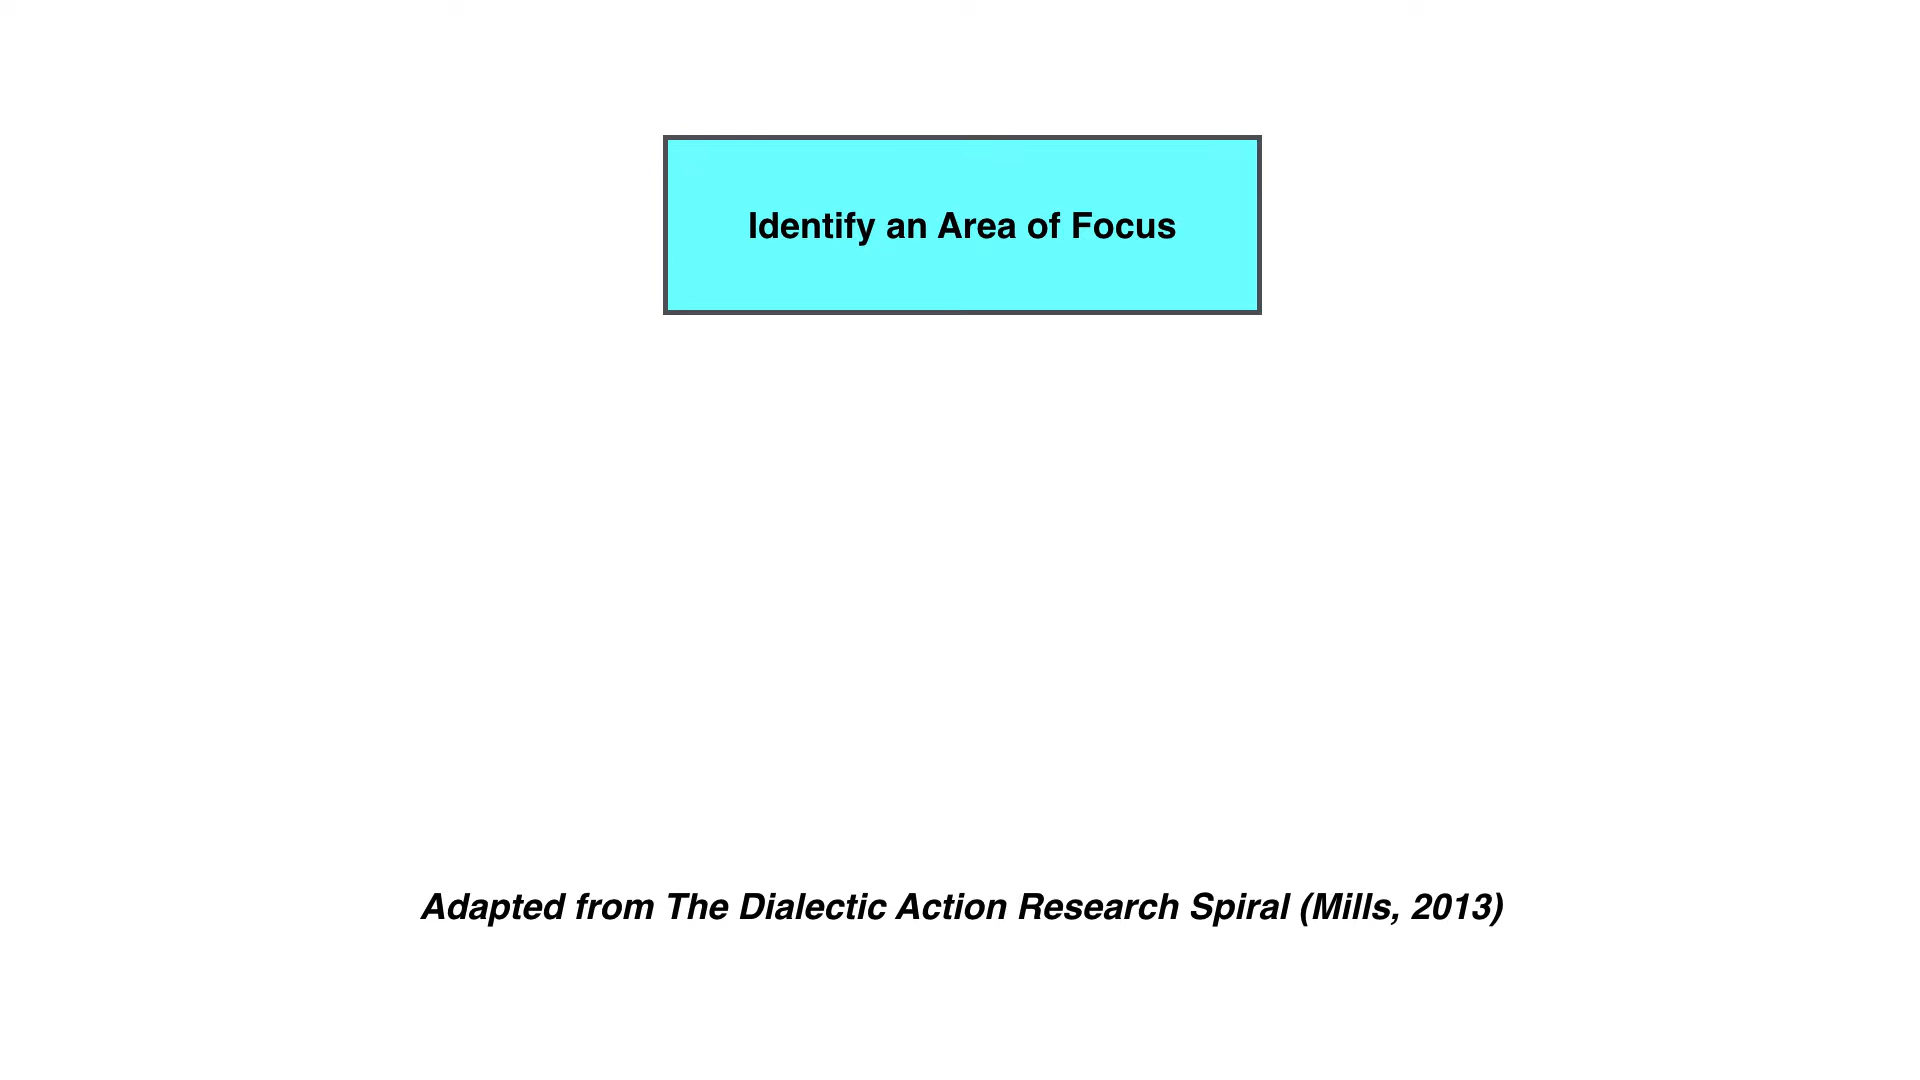 Identify an Area of Focus
Adapted from The Dialectic Action Research Spiral (Mills, 2013)